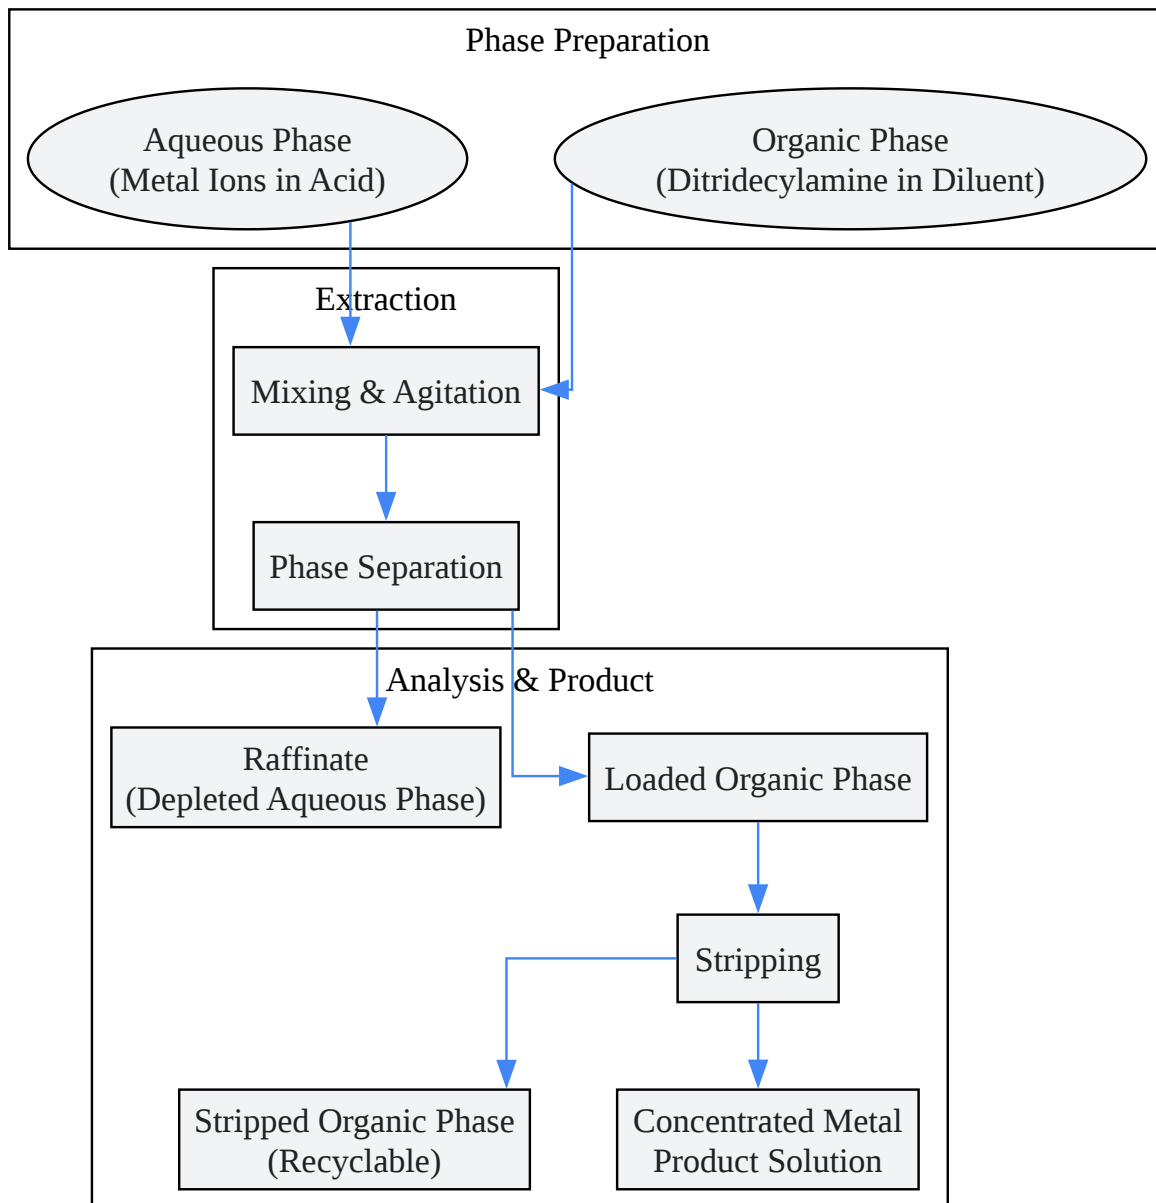 Phase Preparation
Aqueous Phase
(Metal Ions in Acid)
Organic Phase
(Ditridecylamine in Diluent)
Extraction
Mixing & Agitation
Phase Separation
Analysis & Product
Raffinate
(Depleted Aqueous Phase)
Loaded Organic Phase
Stripping
Stripped Organic Phase
(Recyclable)
Concentrated Metal
Product Solution